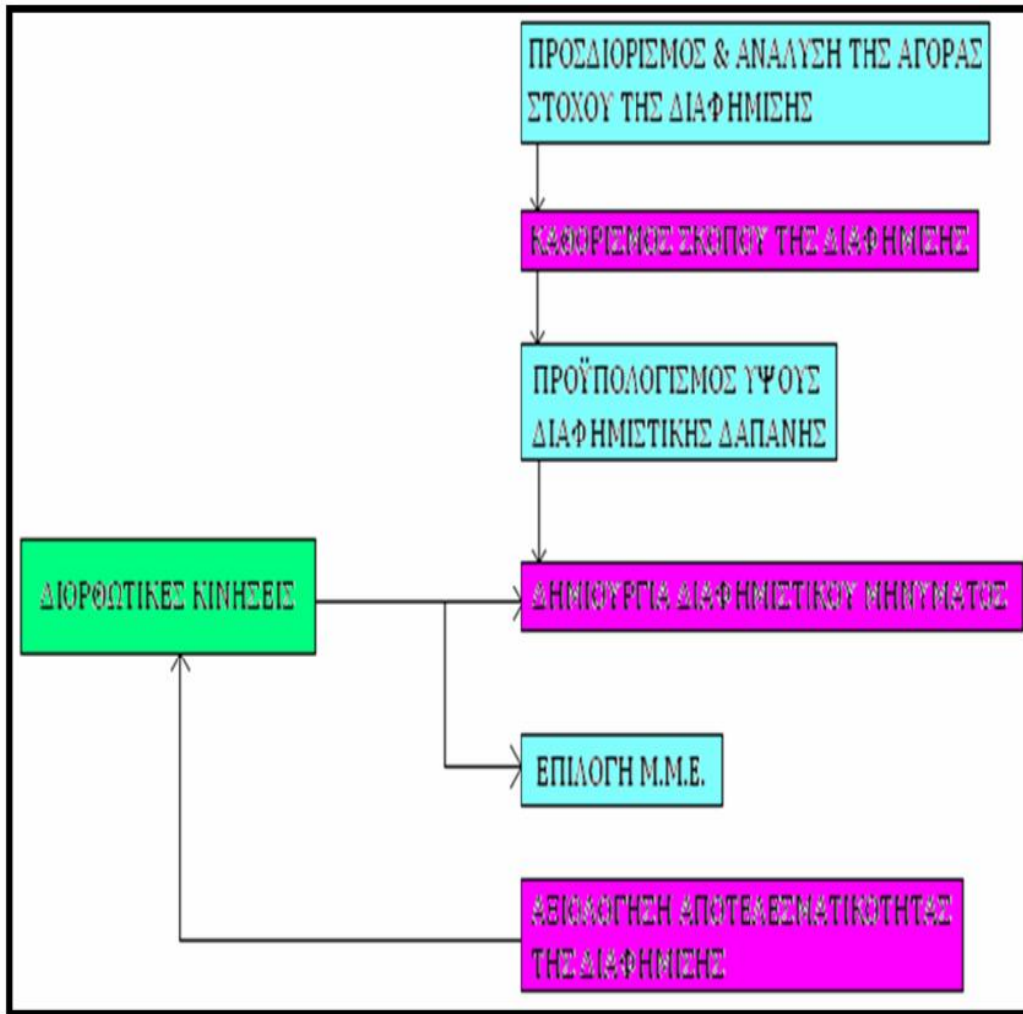 ΠΡΟΣΔΙΟΡΙΣΜΟΣ & ΑΝΑΛΥΣΗ ΤΗΣ ΑΓΟΡΑΣ
ΣΤΟΧΟΥ ΤΗΣ ΔΙΑΦΗΜΙΣΗΣ
ΚΑΘΟΡΙΣΜΟΣ ΣΚΟΠΟΥ ΤΗΣ ΔΙΑΦΗΜΙΣΗΣ
ΠΡΟΫΠΟΛΟΓΙΣΜΟΣ ΥΨΟΥΣ
ΔΙΑΦΗΜΙΣΤΙΚΗΣ ΔΑΠΑΝΗΣ
ΔΙΟΡΘΩΤΙΚΕΣ ΚΙΝΗΣΕΙΣ
ΔΗΜΙΟΥΡΓΙΑ ΔΙΑΦΗΜΙΣΤΙΚΟΥ ΜΗΝΥΜΑΤΟΣ
ΕΠΙΛΟΓΗ Μ.Μ.Ε.
ΑΞΙΟΛΟΓΗΣΗ ΑΠΟΤΕΛΕΣΜΑΤΙΚΟΤΗΤΑΣ
ΤΗΣ ΔΙΑΦΗΜΙΣΗΣ